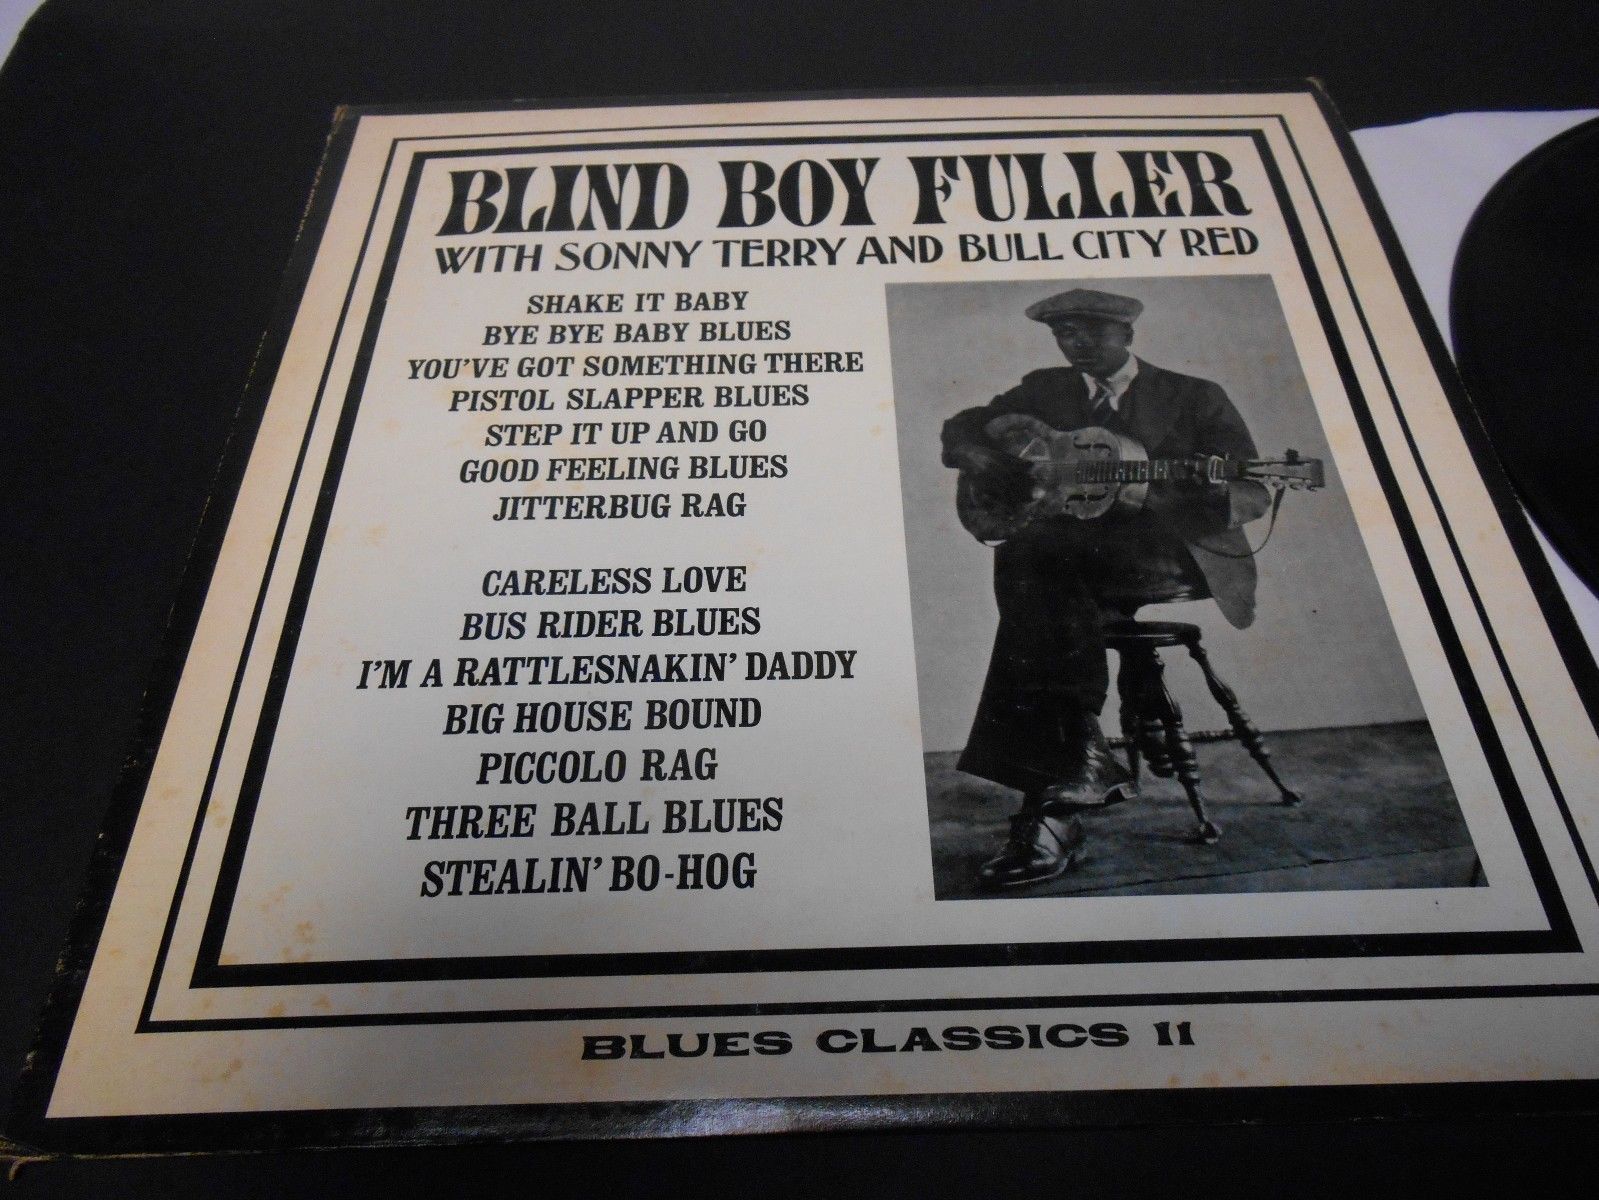 BLIND BOY FULLER
WITH SONNY TERRY AND BULL CITY RED
SHAKE IT BABY
BYE BYE BABY BLUES
YOU'VE GOT SOMETHING THERE
PISTOL SLAPPER BLUES
STEP IT UP AND GO
GOOD FEELING BLUES
JITTERBUG RAG
CARELESS LOVE
BUS RIDER BLUES
I'M A RATTLESNAKIN' DADDY
BIG HOUSE BOUND
PICCOLO RAG
THREE BALL BLUES
STEALIN' BO-HOG
BLUES CLASSICS 11